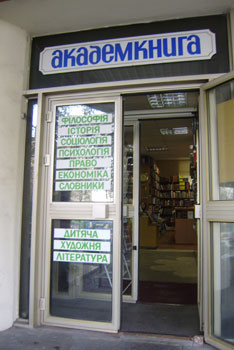 академкнига
ФІЛОСОФІЯ
ІСТОРІЯ
СОЦІОЛОГІЯ
ПСИХОЛОГІЯ
ПРАВО
ЕКОНОМІКА
СЛОВНИКИ
ДИТЯЧА
ХУДОЖНЯ
ЛІТЕРАТУРА